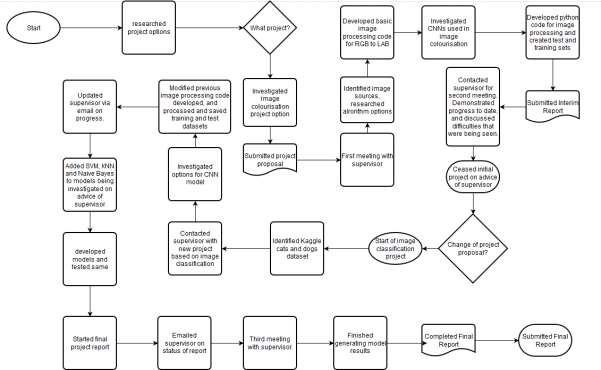 Start
researched
project options
What project?
Investigated
image
colourisation
project option
Submitted project
proposal
First meeting with
supervisor
Identified image
sources,
researched
alrorithm options
Developed basic
image
processing code
for RGB to LAB
Investigated
CNNs used in
image
colourisation
Developed python
code for image
processing and
created test and
training sets
Submitted Interim
Report
Contacted
supervisor for
second meeting.
Demonstrated
progress to date,
and discussed
difficulties that
were being seen.
Ceased initial
project on advice
of supervisor
Change of project
proposal?
Start of image
classification
project
Identified Kaggle
cats and dogs
dataset
Contacted
supervisor with
new project
based on image
classification
Investigated
options for CNN
model
Modified previous
image processing code
developed, and
processed and saved
training and test
datasets
Updated
supervisor via
email on
progress.
Added SVM, kNN
and Naive Bayes
to models being
investigated on
advice of
supervisor
developed
models and
tested same
Started final
project report
Emailed
supervisor on
status of report
Third meeting
with supervisor
Finished
generating model
results
Completed Final
Report
Submitted Final
Report